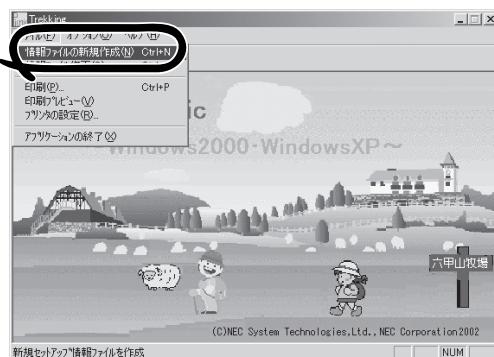 Trekking
ファイル(F) オプション(O) ヘルプ(H)
情報ファイルの新規作成(N) Ctrl+N
印刷(P)... Ctrl+P
印刷プレビュー(V)
プリンタの設定(R)...
アプリケーションの終了(X)
ic
Windows2000・WindowsXP～
六甲山牧場
(C)NEC System Technologies,Ltd., NEC Corporation2002
新規セットアップ情報ファイルを作成
NUM